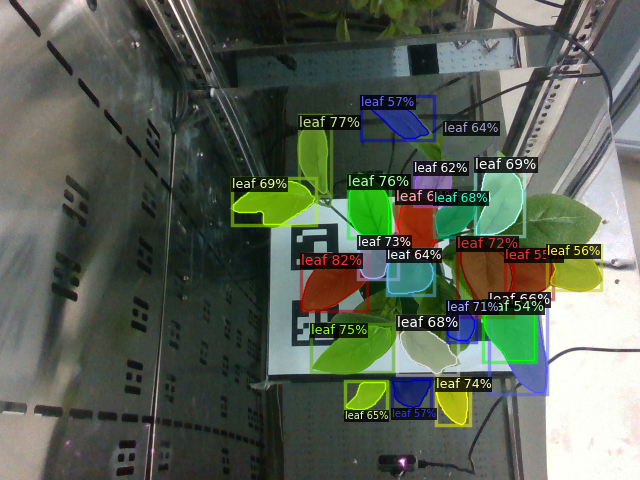 leaf 57%
leaf 77%
leaf 64%
leaf 69%
leaf 62%
leaf 76%
leaf 69%
leaf 68%
leaf 73%
leaf 72%
leaf 64%
leaf 56%
leaf 82%
leaf 71%
leaf 54%
leaf 75%
leaf 68%
leaf 74%
leaf 65%
leaf 57%